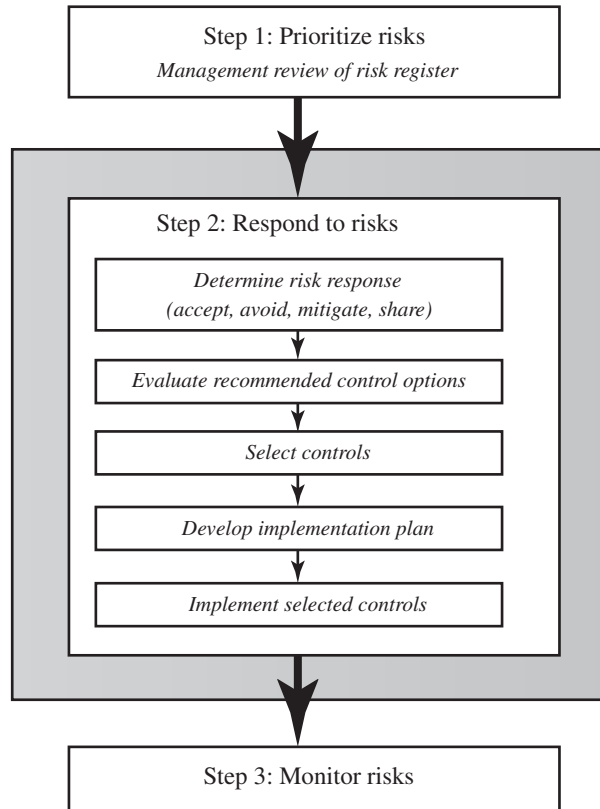 Step 1: Prioritize risks
Management review of risk register
Step 2: Respond to risks
Determine risk response
(accept, avoid, mitigate, share)
Evaluate recommended control options
Select controls
Develop implementation plan
Implement selected controls
Step 3: Monitor risks